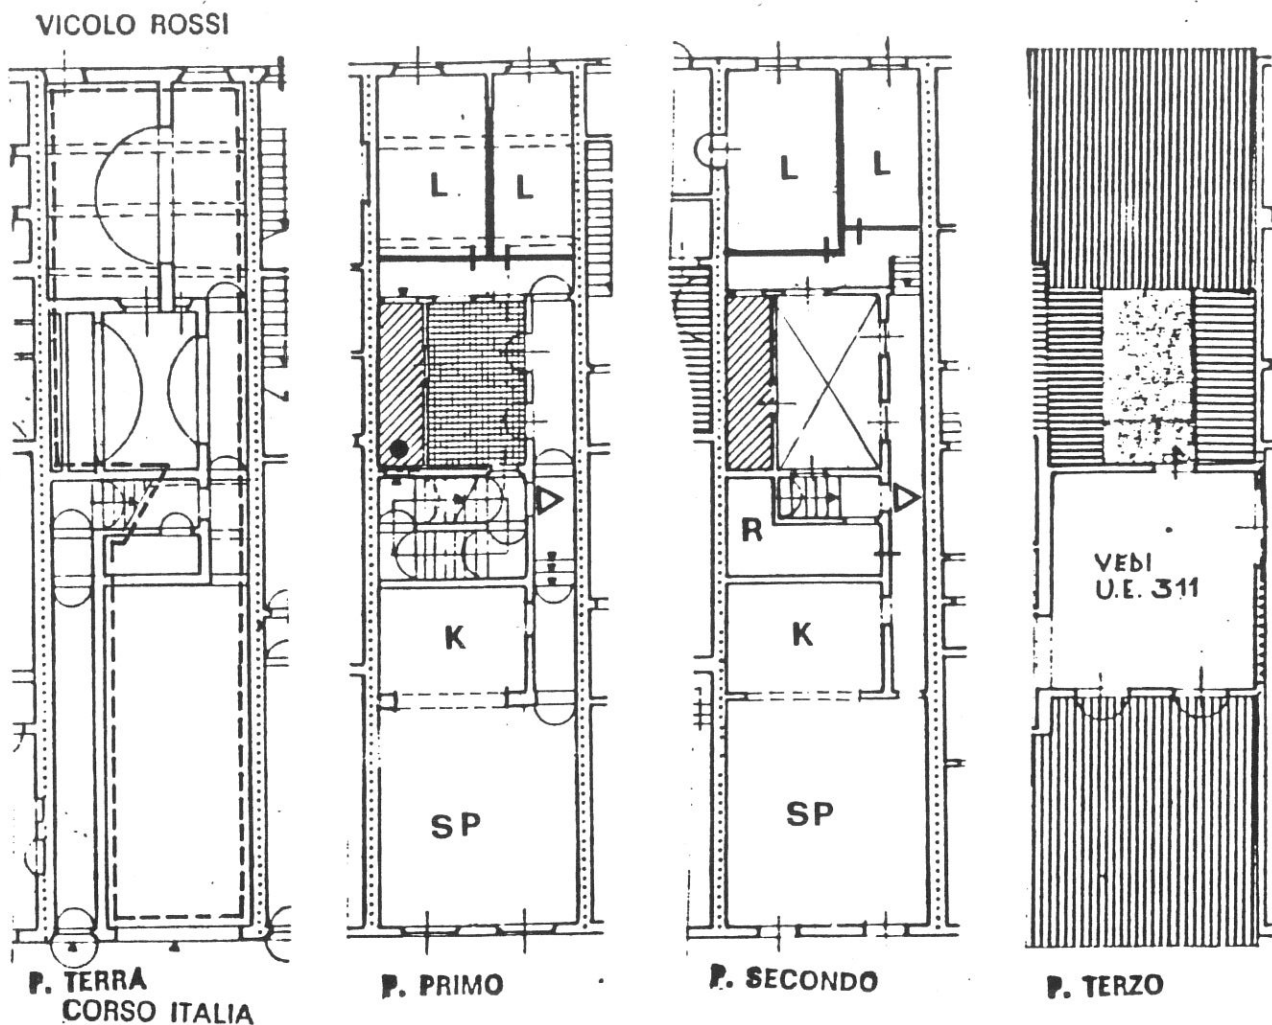 VICOLO ROSSI
L L
L L
R
VEDI
U.E. 311
K
K
SP
SP
P. TERRA
CORSO ITALIA
P. PRIMO
P. SECONDO
P. TERZO